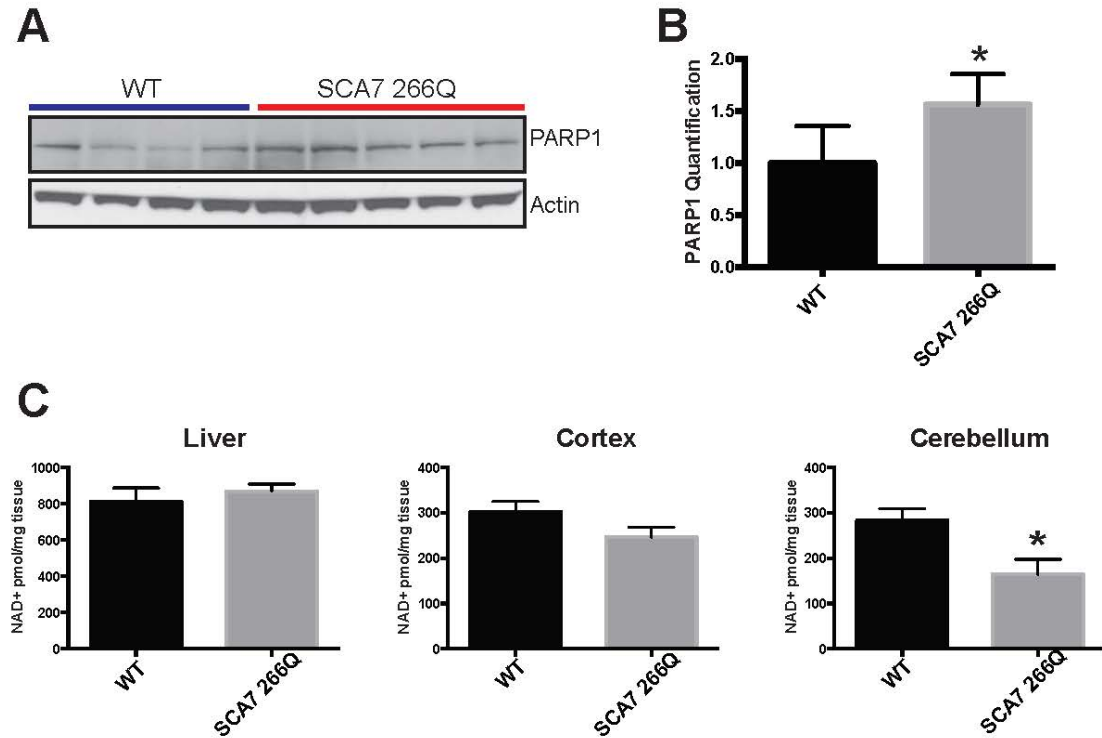 A
WT SCA7 266Q
PARP1
Actin
B
PARP1 Quantification
2.0
1.5
1.0
0.5
0.0
*
WT
SCA7 266Q
C
Liver
NAD+ pmol/mg tissue
1000
800
600
400
200
0
WT
SCA7 266Q
Cortex
NAD+ pmol/mg tissue
400
300
200
100
0
WT
SCA7 266Q
Cerebellum
NAD+ pmol/mg tissue
400
300
200
100
0
*
WT
SCA7 266Q